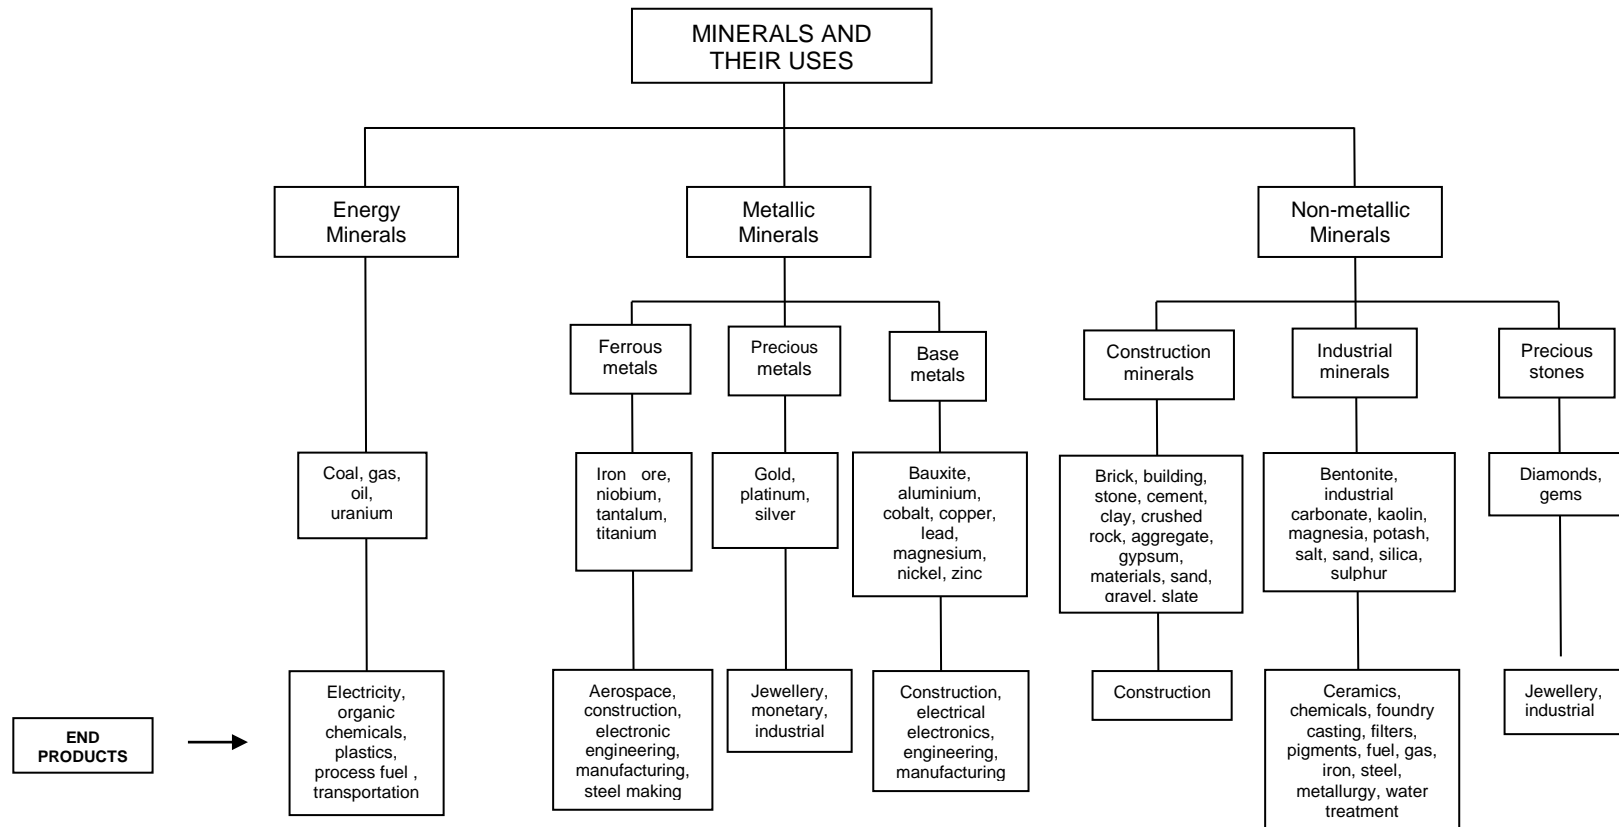 MINERALS AND
THEIR USES
Energy
Minerals
Metallic
Minerals
Non-metallic
Minerals
Ferrous
metals
Precious
metals
Base
metals
Construction
minerals
Industrial
minerals
Precious
stones
Coal, gas,
oil,
uranium
Iron ore,
niobium,
tantalum,
titanium
Gold,
platinum,
silver
Bauxite,
aluminium,
cobalt, copper,
lead,
magnesium,
nickel, zinc
Brick, building,
stone, cement,
clay, crushed
rock, aggregate,
gypsum,
materials, sand,
gravel, slate
Bentonite,
industrial
carbonate, kaolin,
magnesia, potash,
salt, sand, silica,
sulphur
Diamonds,
gems
END
PRODUCTS
Electricity,
organic
chemicals,
plastics,
process fuel ,
transportation
Aerospace,
construction,
electronic
engineering,
manufacturing,
steel making
Jewellery,
monetary,
industrial
Construction,
electrical
electronics,
engineering,
manufacturing
Construction
Ceramics,
chemicals, foundry
casting, filters,
pigments, fuel, gas,
iron, steel,
metallurgy, water
treatment
Jewellery,
industrial